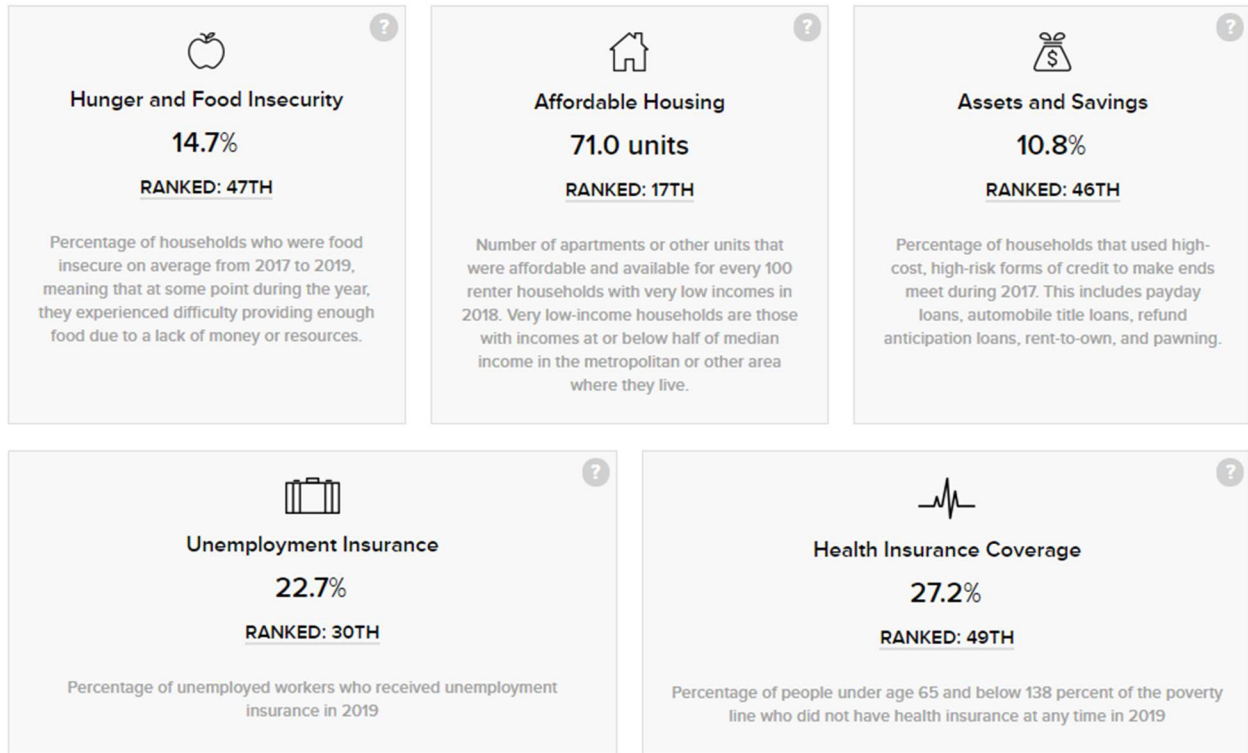 ?
Hunger and Food Insecurity
14.7%
RANKED: 47TH
Percentage of households who were food
insecure on average from 2017 to 2019,
meaning that at some point during the year,
they experienced difficulty providing enough
food due to a lack of money or resources.
?
Affordable Housing
71.0 units
RANKED: 17TH
Number of apartments or other units that
were affordable and available for every 100
renter households with very low incomes in
2018. Very low-income households are those
with incomes at or below half of median
income in the metropolitan or other area
where they live.
?
$
Assets and Savings
10.8%
RANKED: 46TH
Percentage of households that used high-
cost, high-risk forms of credit to make ends
meet during 2017. This includes payday
loans, automobile title loans, refund
anticipation loans, rent-to-own, and pawning.
?
Unemployment Insurance
22.7%
RANKED: 30TH
Percentage of unemployed workers who received unemployment
insurance in 2019
?
Health Insurance Coverage
27.2%
RANKED: 49TH
Percentage of people under age 65 and below 138 percent of the poverty
line who did not have health insurance at any time in 2019